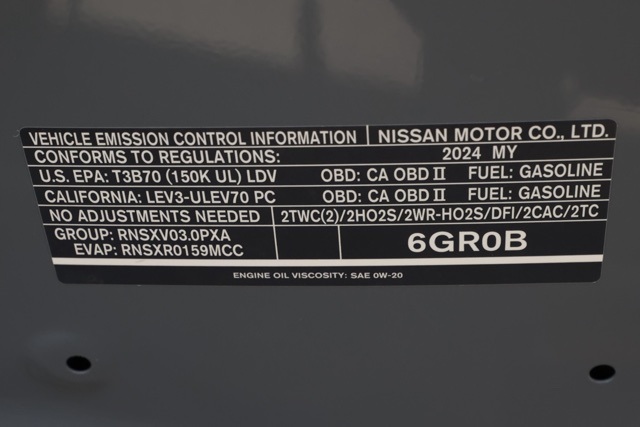 VEHICLE EMISSION CONTROL INFORMATION NISSAN MOTOR CO., LTD.
CONFORMS TO REGULATIONS: 2024 MY
U.S. EPA: T3B70 (150K UL) LDV OBD: CA OBD II FUEL: GASOLINE
CALIFORNIA: LEV3-ULEV70 PC OBD: CA OBD II FUEL: GASOLINE
NO ADJUSTMENTS NEEDED 2TWC(2)/2HO2S/2WR-HO2S/DFI/2CAC/2TC
GROUP: RNSXV03.0PXA
EVAP: RNSXR0159MCC
6GR0B
ENGINE OIL VISCOSITY: SAE 0W-20